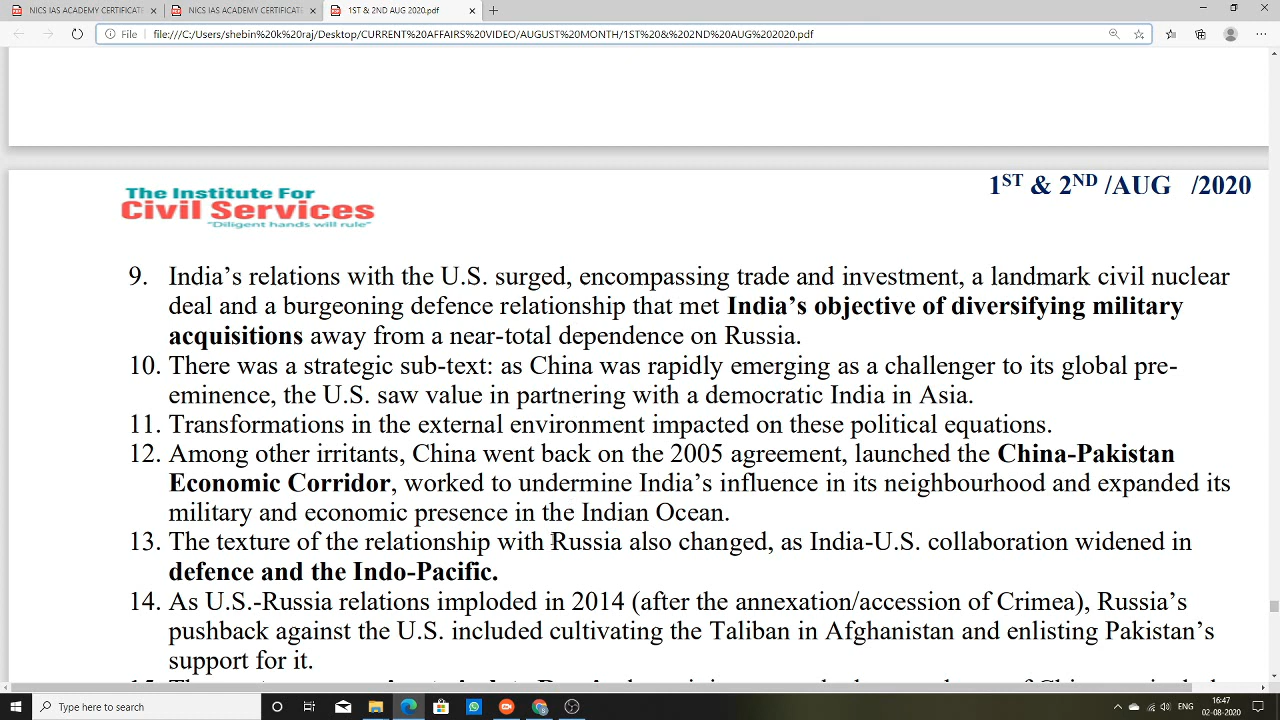 NICS IAS ACADEMY CERTIFICATE
NICS IAS ACADEMY CERTIFICATE
1ST & 2ND AUG 2020.pdf
File file:///C:/Users/shebin%20k%20raj/Desktop/CURRENT%20AFFAIRS%20VIDEO/AUGUST%20MONTH/1ST%20&%202ND%20AUG%202020.pdf
The Institute For
Civil Services
"Diligent hands will rule"
1ST & 2ND /AUG /2020
9. India's relations with the U.S. surged, encompassing trade and investment, a landmark civil nuclear
deal and a burgeoning defence relationship that met India's objective of diversifying military
acquisitions away from a near-total dependence on Russia.
10. There was a strategic sub-text: as China was rapidly emerging as a challenger to its global pre-
eminence, the U.S. saw value in partnering with a democratic India in Asia.
11. Transformations in the external environment impacted on these political equations.
12. Among other irritants, China went back on the 2005 agreement, launched the China-Pakistan
Economic Corridor, worked to undermine India's influence in its neighbourhood and expanded its
military and economic presence in the Indian Ocean.
13. The texture of the relationship with Russia also changed, as India-U.S. collaboration widened in
defence and the Indo-Pacific.
14. As U.S.-Russia relations imploded in 2014 (after the annexation/accession of Crimea), Russia's
pushback against the U.S. included cultivating the Taliban in Afghanistan and enlisting Pakistan's
support for it.
Type here to search
ENG
16:47
02-08-2020